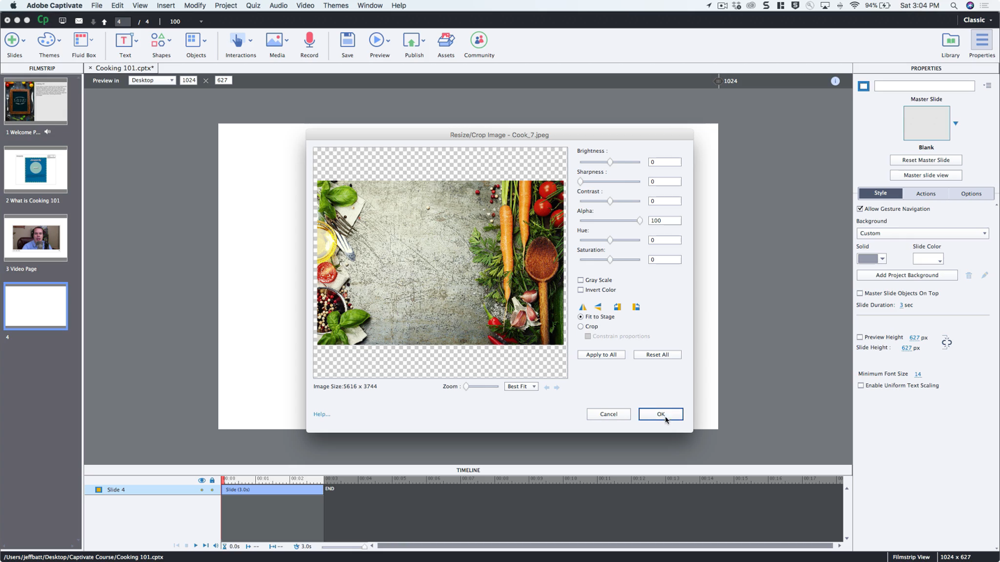 Adobe Captivate File Edit View Insert Modify Project Quiz Audio Video Themes Window Help
94% Sat 3:04 PM
Cp 4 / 4 100 Classic
Slides Themes Fluid Box Text Shapes Objects Interactions Media Record Save Preview Publish Assets Community Library Properties
FILMSTRIP
× Cooking 101.cptx*
PROPERTIES
Preview in Desktop 1024 × 627
1024
1 Welcome P...
2 What is Cooking 101
3 Video Page
4
Resize/Crop Image - Cook_7.jpeg
Brightness :
0
Sharpness :
0
Contrast :
0
Alpha:
100
Hue:
0
Saturation:
0
Gray Scale
Invert Color
Fit to Stage
Crop
Constrain proportions
Apply to All Reset All
Image Size:5616 x 3744 Zoom : Best Fit
Help... Cancel OK
Master Slide
Blank
Reset Master Slide
Master slide view
Style Actions Options
Allow Gesture Navigation
Background
Custom
Solid Slide Color
Add Project Background
Master Slide Objects On Top
Slide Duration: 3 sec
Preview Height 627 px
Slide Height : 627 px
Minimum Font Size 14
Enable Uniform Text Scaling
TIMELINE
00:00 00:01 00:02 00:03 00:04 00:05 00:06 00:07 00:08 00:09 00:10 00:11 00:12 00:13 00:14 00:15 00:16 00:17
Slide 4 Slide (3.0s) END
0.0s -- -- 3.0s
/Users/jeffbatt/Desktop/Captivate Course/Cooking 101.cptx Filmstrip View 1024 x 627